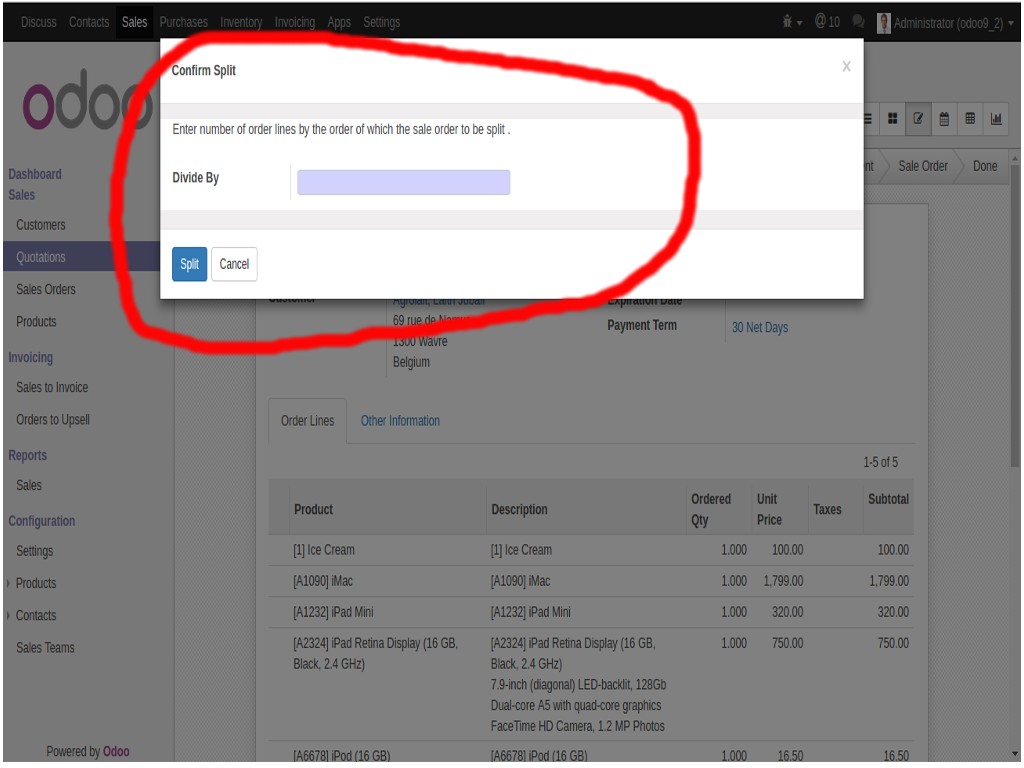 Discuss Contacts Sales Purchases Inventory Invoicing Apps Settings @ 10 Administrator (odoo9_2)
odoo
Confirm Split x
Enter number of order lines by the order of which the sale order to be split .
Divide By
Split Cancel
Sale Order Done
Dashboard
Sales
Customers
Quotations
Sales Orders
Products
Invoicing
Sales to Invoice
Orders to Upsell
Reports
Sales
Configuration
Settings
Products
Contacts
Sales Teams
Powered by Odoo
Customer Agrolait, Laith Jubair Expiration Date
69 rue de Payment Term 30 Net Days
1300 Wavre
Belgium
Order Lines Other Information
1-5 of 5
Product Description Ordered Qty Unit Price Taxes Subtotal
[1] Ice Cream [1] Ice Cream 1.000 100.00 100.00
[A1090] iMac [A1090] iMac 1.000 1,799.00 1,799.00
[A1232] iPad Mini [A1232] iPad Mini 1.000 320.00 320.00
[A2324] iPad Retina Display (16 GB, [A2324] iPad Retina Display (16 GB, 1.000 750.00 750.00
Black, 2.4 GHz) Black, 2.4 GHz)
7.9-inch (diagonal) LED-backlit, 128Gb
Dual-core A5 with quad-core graphics
FaceTime HD Camera, 1.2 MP Photos
[A6678] iPod (16 GB) [A6678] iPod (16 GB) 1.000 16.50 16.50